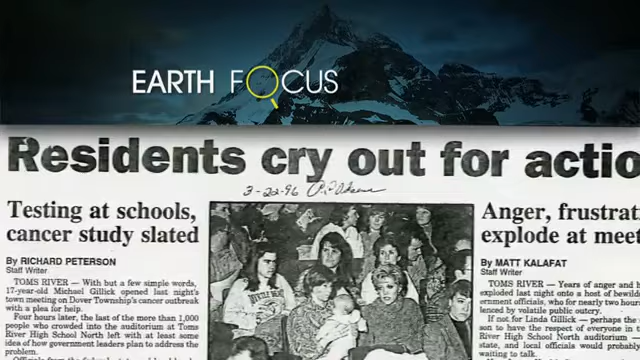 EARTH FOCUS
Residents cry out for actio
3-22-96
Testing at schools,
cancer study slated
By RICHARD PETERSON
Staff Writer
TOMS RIVER — With but a few simple words,
17-year-old Michael Gillick opened last night's
town meeting on Dover Township's cancer outbreak
with a plea for help.
Four hours later, the last of the more than 1,000
people who crowded into the auditorium at Toms
River High School North left with at least some
idea of how government leaders plan to address the
problem.
Anger, frustrati
explode at meet
By MATT KALAFAT
Staff Writer
TOMS RIVER — Years of anger and h
exploded last night onto a host of bewild
ernment officials, who for nearly two hours
lenced by volatile public outcry.
If not for Linda Gillick — perhaps the
son to have the respect of everyone in t
River High School North auditorium —
state, and local officials would probabl
waiting to talk.